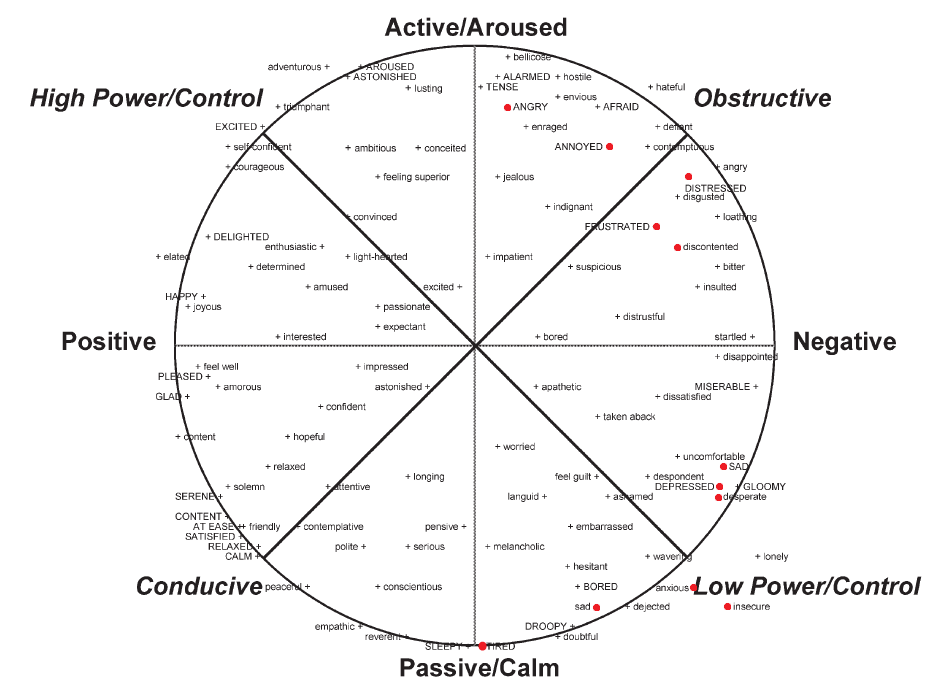 Active/Aroused
+ bellicose
adventurous +
+ AROUSED
+ ASTONISHED
+ ALARMED
+ hostile
+ lusting
+ TENSE
+ hateful
High Power/Control
+ envious
Obstructive
+ triumphant
ANGRY
+ AFRAID
EXCITED +
+ enraged
+ defiant
+ self-confident
+ ambitious
+ conceited
ANNOYED
+ contemptuous
+ courageous
+ angry
+ feeling superior
+ jealous
DISTRESSED
+ disgusted
+ convinced
+ indignant
+ loathing
FRUSTRATED
+ DELIGHTED
enthusiastic +
discontented
+ elated
+ light-hearted
+ impatient
+ determined
+ suspicious
+ bitter
+ amused
excited +
+ insulted
HAPPY +
+ joyous
+ passionate
+ distrustful
+ expectant
+ interested
+ bored
startled +
Positive
Negative
+ disappointed
+ feel well
+ impressed
PLEASED +
+ amorous
astonished +
+ apathetic
MISERABLE +
GLAD +
+ dissatisfied
+ confident
+ taken aback
+ content
+ hopeful
+ worried
+ uncomfortable
+ relaxed
SAD
+ longing
feel guilt +
+ despondent
+ solemn
+ attentive
DEPRESSED
+ GLOOMY
SERENE +
languid +
+ ashamed
desperate
CONTENT +
AT EASE +
+ friendly
+ contemplative
pensive +
+ embarrassed
SATISFIED +
RELAXED +
polite +
+ serious
+ melancholic
CALM +
+ wavering
+ lonely
+ hesitant
Conducive
peaceful +
+ conscientious
+ BORED
anxious
Low Power/Control
sad
+ dejected
insecure
empathic +
DROOPY +
reverent +
+ doubtful
SLEEPY +
TIRED
Passive/Calm